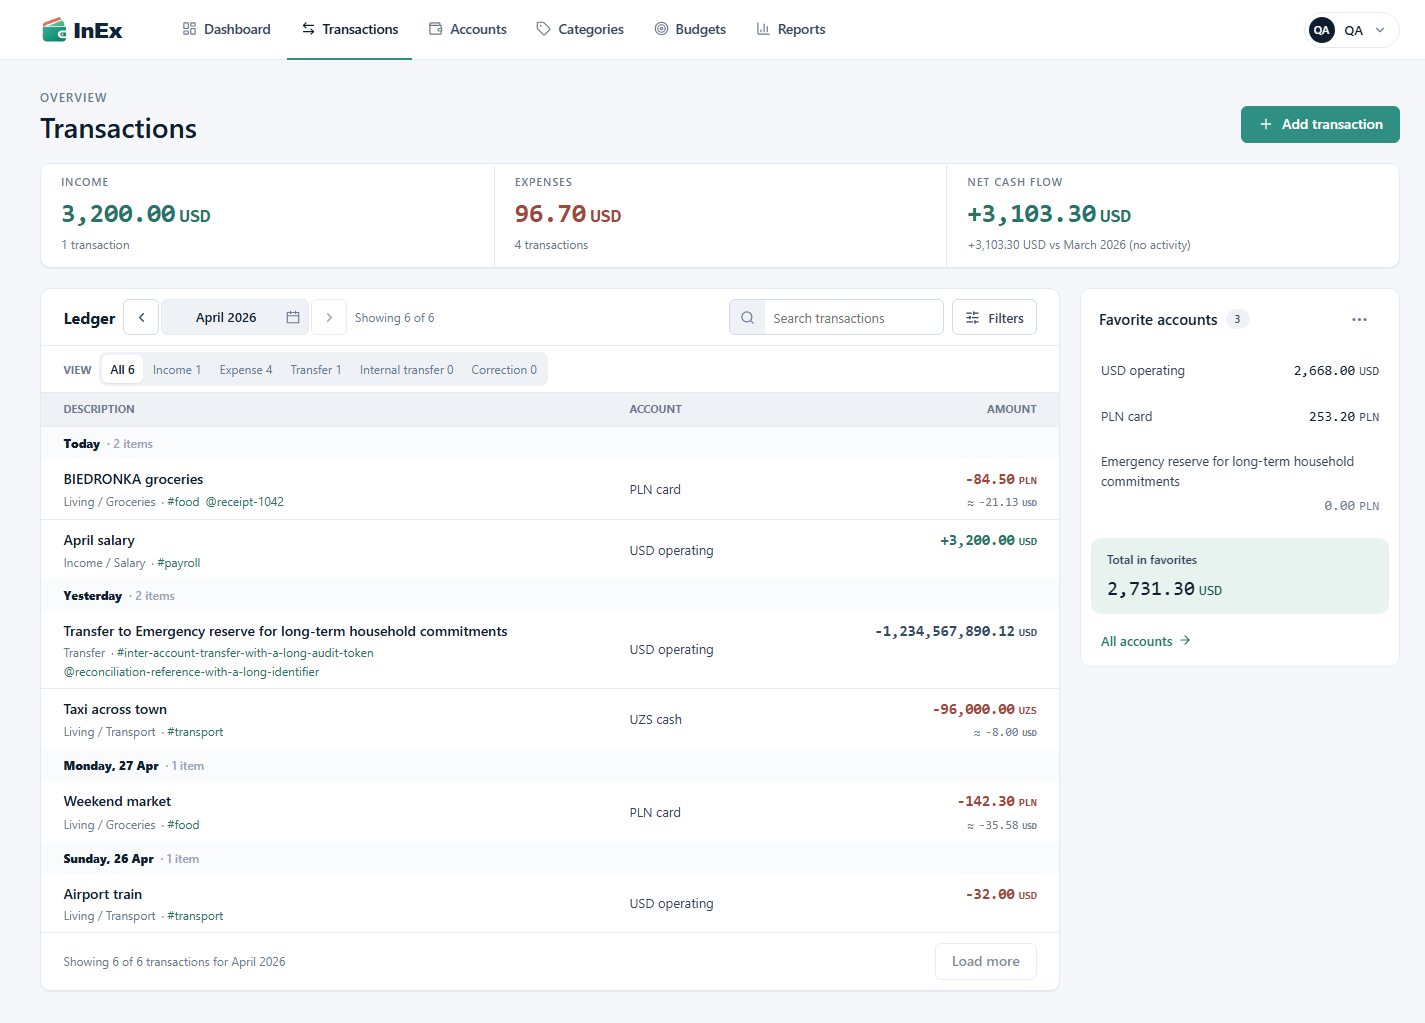 InEx
Dashboard
Transactions
Accounts
Categories
Budgets
Reports
QA
QA
OVERVIEW
Transactions
Add transaction
INCOME
3,200.00 USD
1 transaction
EXPENSES
96.70 USD
4 transactions
NET CASH FLOW
+3,103.30 USD
+3,103.30 USD vs March 2026 (no activity)
Ledger
April 2026
Showing 6 of 6
Search transactions
Filters
VIEW
All 6
Income 1
Expense 4
Transfer 1
Internal transfer 0
Correction 0
DESCRIPTION
ACCOUNT
AMOUNT
Today · 2 items
BIEDRONKA groceries
Living / Groceries · #food @receipt-1042
PLN card
-84.50 PLN
≈ -21.13 USD
April salary
Income / Salary · #payroll
USD operating
+3,200.00 USD
Yesterday · 2 items
Transfer to Emergency reserve for long-term household commitments
Transfer · #inter-account-transfer-with-a-long-audit-token
@reconciliation-reference-with-a-long-identifier
USD operating
-1,234,567,890.12 USD
Taxi across town
Living / Transport · #transport
UZS cash
-96,000.00 UZS
≈ -8.00 USD
Monday, 27 Apr · 1 item
Weekend market
Living / Groceries · #food
PLN card
-142.30 PLN
≈ -35.58 USD
Sunday, 26 Apr · 1 item
Airport train
Living / Transport · #transport
USD operating
-32.00 USD
Showing 6 of 6 transactions for April 2026
Load more
Favorite accounts 3
USD operating
2,668.00 USD
PLN card
253.20 PLN
Emergency reserve for long-term household
commitments
0.00 PLN
Total in favorites
2,731.30 USD
All accounts